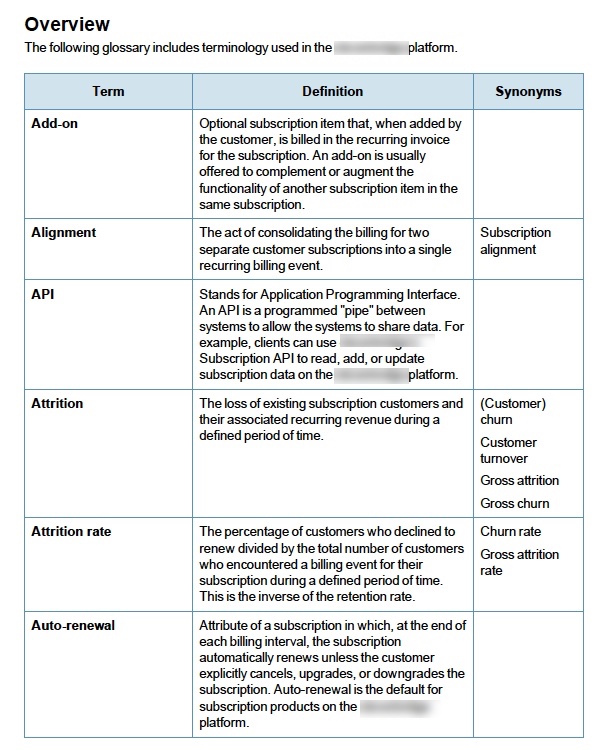 Overview
The following glossary includes terminology used in the platform.
Term
Definition
Synonyms
Add-on
Optional subscription item that, when added by
the customer, is billed in the recurring invoice
for the subscription. An add-on is usually
offered to complement or augment the
functionality of another subscription item in the
same subscription.
Alignment
The act of consolidating the billing for two
separate customer subscriptions into a single
recurring billing event.
Subscription
alignment
API
Stands for Application Programming Interface.
An API is a programmed "pipe" between
systems to allow the systems to share data. For
example, clients can use
Subscription API to read, add, or update
subscription data on the platform.
Attrition
The loss of existing subscription customers and
their associated recurring revenue during a
defined period of time.
(Customer)
churn
Customer
turnover
Gross attrition
Gross churn
Attrition rate
The percentage of customers who declined to
renew divided by the total number of customers
who encountered a billing event for their
subscription during a defined period of time.
This is the inverse of the retention rate.
Churn rate
Gross attrition
rate
Auto-renewal
Attribute of a subscription in which, at the end of
each billing interval, the subscription
automatically renews unless the customer
explicitly cancels, upgrades, or downgrades the
subscription. Auto-renewal is the default for
subscription products on the
platform.